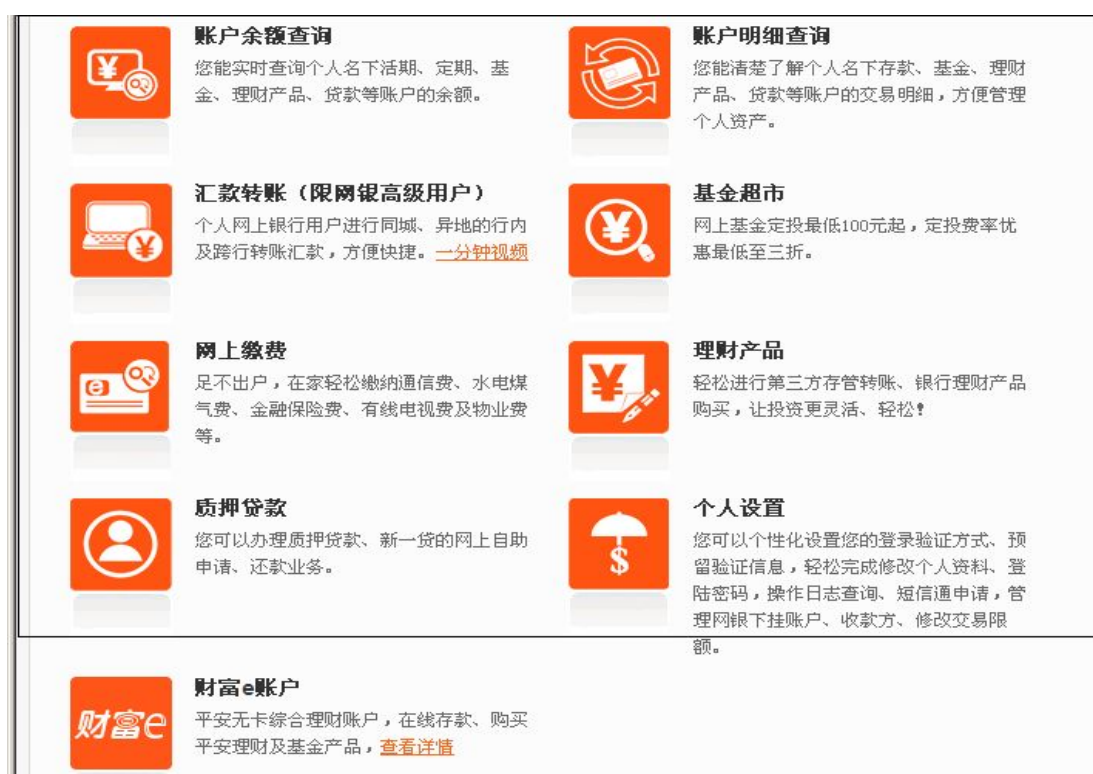 账户余额查询
您能实时查询个人名下活期、定期、基
金、理财产品、贷款等账户的余额。
账户明细查询
您能清楚了解个人名下存款、基金、理财
产品、贷款等账户的交易明细，方便管理
个人资产。
汇款转账（限网银高级用户）
个人网上银行用户进行同城、异地的行内
及跨行转账汇款，方便快捷。一分钟视频
基金超市
网上基金定投最低100元起，定投费率优
惠最低至三折。
网上缴费
足不出户，在家轻松缴纳通信费、水电煤
气费、金融保险费、有线电视费及物业费
等。
理财产品
轻松进行第三方存管转账、银行理财产品
购买，让投资更灵活、轻松！
质押贷款
您可以办理质押贷款、新一贷的网上自助
申请、还款业务。
个人设置
您可以个性化设置您的登录验证方式、预
留验证信息，轻松完成修改个人资料、登
陆密码，操作日志查询、短信通申请，管
理网银下挂账户、收款方、修改交易限
额。
财富e
财富e账户
平安无卡综合理财账户，在线存款、购买
平安理财及基金产品，查看详情